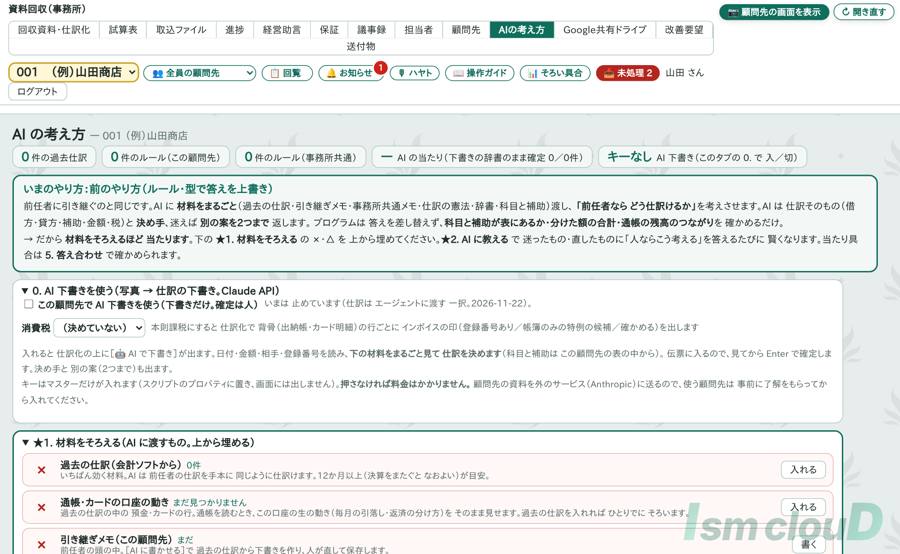 資料回収(事務所)
📷 顧問先の画面を表示
↻ 開き直す
回収資料・仕訳化
試算表
取込ファイル
進捗
経営助言
保証
議事録
担当者
顧問先
AIの考え方
Google共有ドライブ
改善要望
送付物
001 (例)山田商店
👥 全員の顧問先
📋 回覧
🔔 お知らせ 1
🎙 ハヤト
📖 操作ガイド
📊 そろい具合
📥 未処理 2
山田 さん
ログアウト
AI の考え方 — 001 (例)山田商店
0 件の過去仕訳
0 件のルール(この顧問先)
0 件のルール(事務所共通)
— AI の当たり(下書きの辞書のまま確定 0/0件)
キーなし AI 下書き(このタブの 0. で 入/切)
いまのやり方：前のやり方(ルール・型で答えを上書き)
前任者に引き継ぐのと同じです。AI に 材料をまるごと(過去の仕訳・引き継ぎメモ・事務所共通メモ・仕訳の憲法・辞書・科目と補助)渡し、「前任者なら どう仕訳けるか」を考えさせます。AI は 仕訳そのもの(借
方・貸方・補助・金額・税)と 決め手、迷えば 別の案を2つまで 返します。プログラムは 答えを差し替えず、科目と補助が表にあるか・分けた額の合計・通帳の残高のつながりを 確かめるだけ。
→ だから 材料をそろえるほど 当たります。下の ★1. 材料をそろえる の ×・△ を 上から埋めてください。★2. AI に教える で 迷ったもの・直したものに「人ならこう考える」を答えるたびに 賢くなります。当たり具
合は 5. 答え合わせ で確かめられます。
▼ 0. AI 下書きを使う(写真 → 仕訳の下書き。Claude API)
この顧問先で AI 下書きを使う(下書きだけ。確定は人) いまは 止めています(仕訳は エージェントに渡す 一択。2026-11-22)。
消費税 (決めていない) 本則課税にすると 仕訳化で 背骨(出納帳・カード明細)の行ごとに インボイスの印(登録番号あり／帳簿のみの特例の候補／確かめる)を出します
入れると 仕訳化の上に[🤖 AI で下書き]が出ます。日付・金額・相手・登録番号を読み、下の材料をまるごと見て 仕訳を決めます(科目と補助は この顧問先の表の中から)。伝票に入るので、見てから Enter で確定しま
す。決め手と 別の案(2つまで)も出ます。
キーはマスターだけが入れます(スクリプトのプロパティに置き、画面には出しません)。押さなければ料金はかかりません。顧問先の資料を外のサービス(Anthropic)に送るので、使う顧問先は 事前に了解をもらってか
ら入れてください。
▼ ★1. 材料をそろえる(AI に渡すもの。上から埋める)
× 過去の仕訳(会計ソフトから) 0件
いちばん効く材料。AI は 前任者の仕訳を手本に 同じように仕訳けます。12か月以上(決算をまたぐと なおよい)が目安。
入れる
× 通帳・カードの口座の動き まだ見つかりません
過去の仕訳の中の 預金・カードの行。通帳を読むとき、この口座の生の動き(毎月の引落し・返済の分け方)を そのまま見せます。過去の仕訳を入れれば ひとりでに そろいます。
入れる
× 引き継ぎメモ(この顧問先) まだ
前任者の頭の中。[AI に書かせる]で 過去の仕訳から下書きを作り、人が直して保存します。
書く
Ism clouD